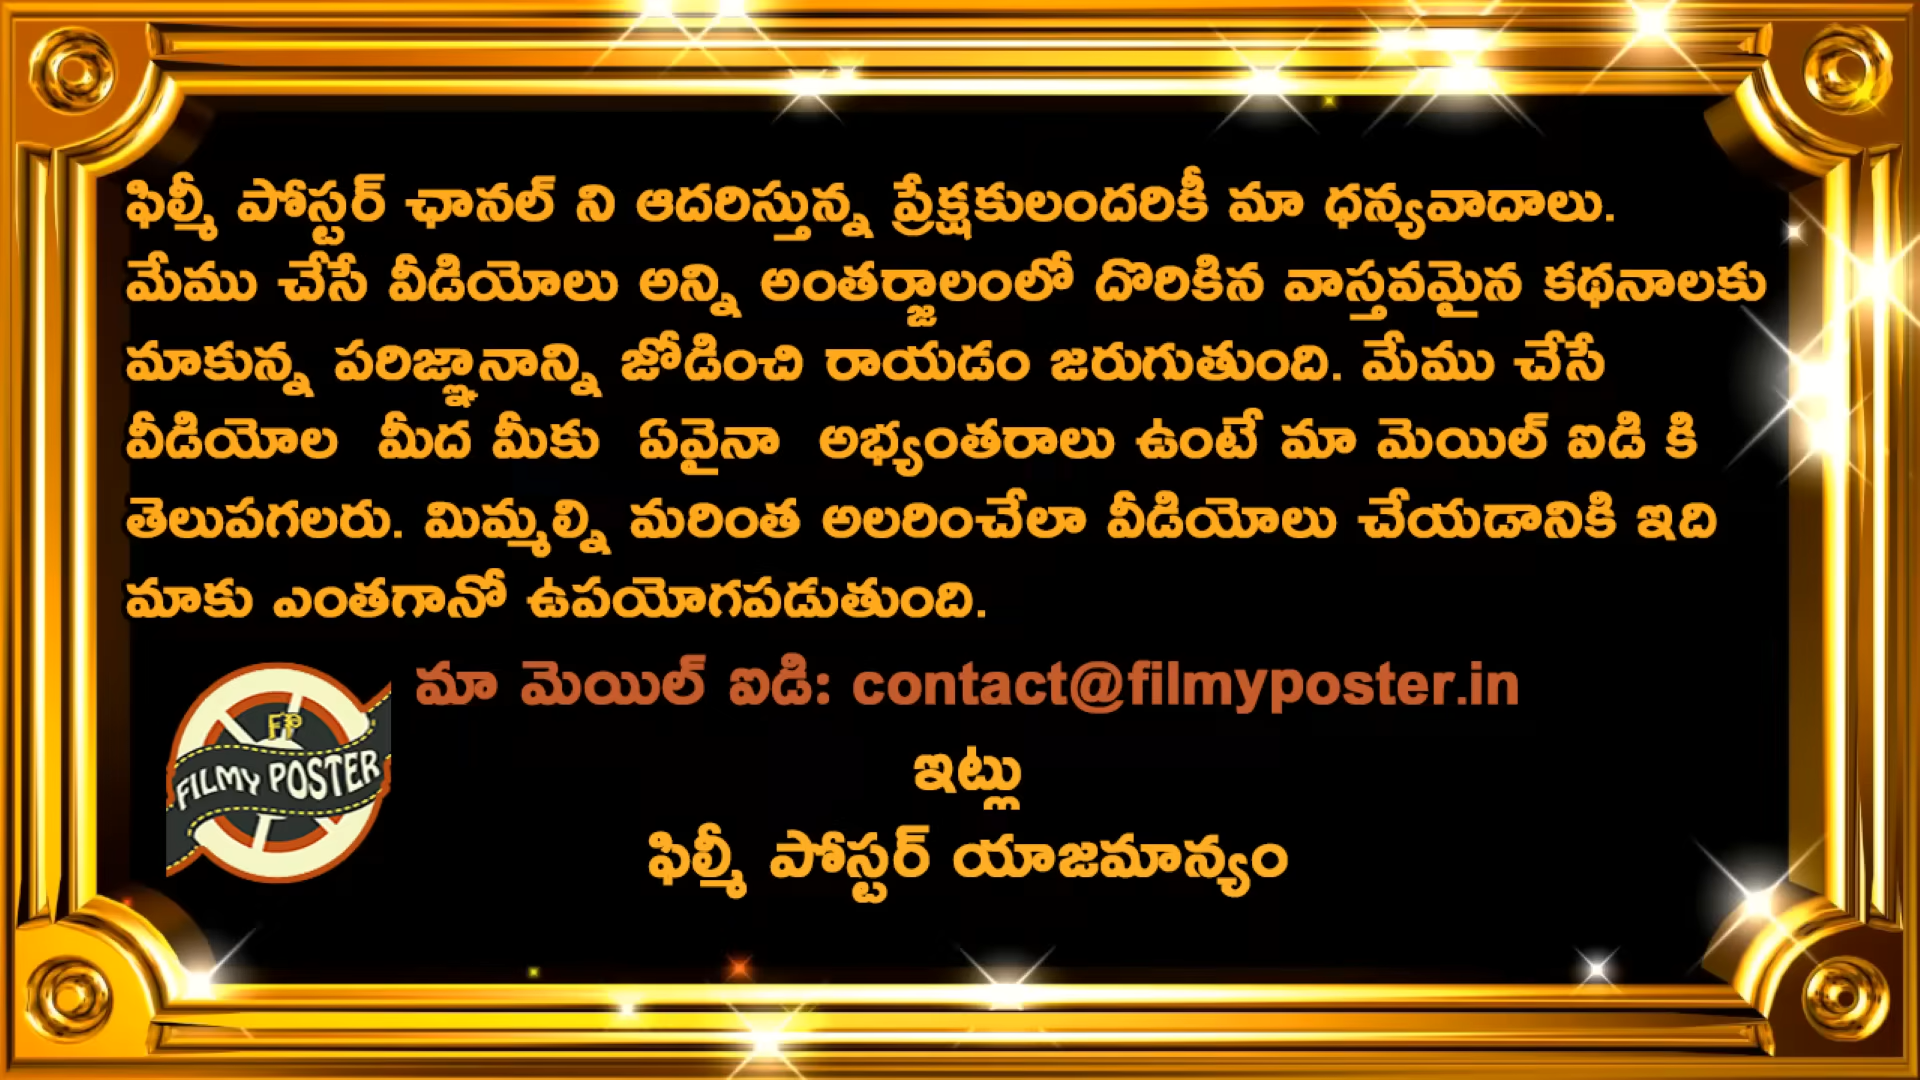 ఫిల్మీ పోస్టర్ ఛానల్ ని ఆదరిస్తున్న ప్రేక్షకులందరికీ మా ధన్యవాదాలు.
మేము చేసే వీడియోలు అన్ని అంతర్జాలంలో దొరికిన వాస్తవమైన కథనాలకు
మాకున్న పరిజ్ఞానాన్ని జోడించి రాయడం జరుగుతుంది. మేము చేసే
వీడియోల మీద మీకు ఏవైనా అభ్యంతరాలు ఉంటే మా మెయిల్ ఐడి కి
తెలుపగలరు. మిమ్మల్ని మరింత అలరించేలా వీడియోలు చేయడానికి ఇది
మాకు ఎంతగానో ఉపయోగపడుతుంది.
మా మెయిల్ ఐడి: contact@filmyposter.in
FP
FILMY POSTER
ఇట్లు
ఫిల్మీ పోస్టర్ యాజమాన్యం